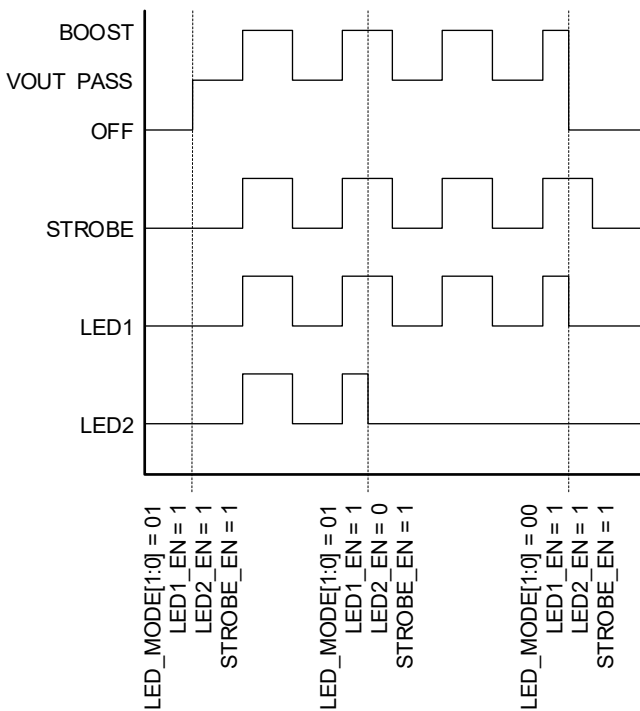 BOOST
VOUT PASS
OFF
STROBE
LED1
LED2
LED_MODE[1:0] = 01
LED1_EN = 1
LED2_EN = 1
STROBE_EN = 1
LED_MODE[1:0] = 01
LED1_EN = 1
LED2_EN = 0
STROBE_EN = 1
LED_MODE[1:0] = 00
LED1_EN = 1
LED2_EN = 1
STROBE_EN = 1